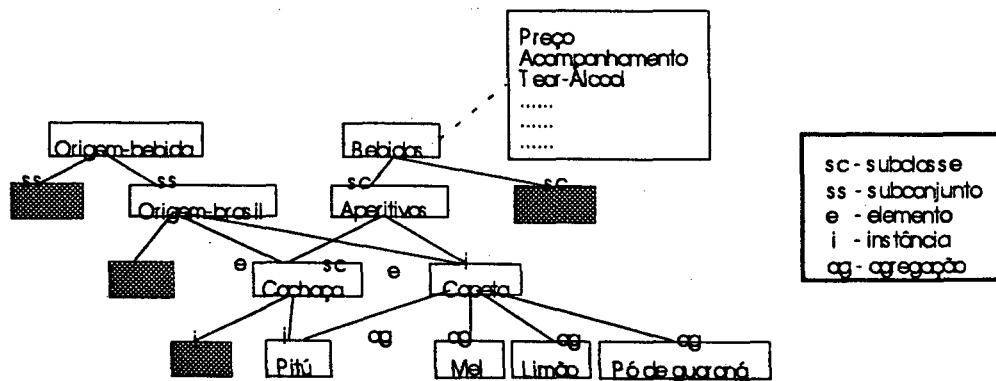 Preço
Acompanhamento
Teor-Álcool
......
......
......
Origem-bebida
Bebidas
ss
ss
sc
sc
Origem-brasil
Aperitivos
sc - subclasse
ss - subconjunto
e - elemento
i - instância
ag - agregação
e
sc
e
i
Cachaça
Capeta
i
i
ag
ag
ag
ag
Pitú
Mel
Limão
Pó de guaraná